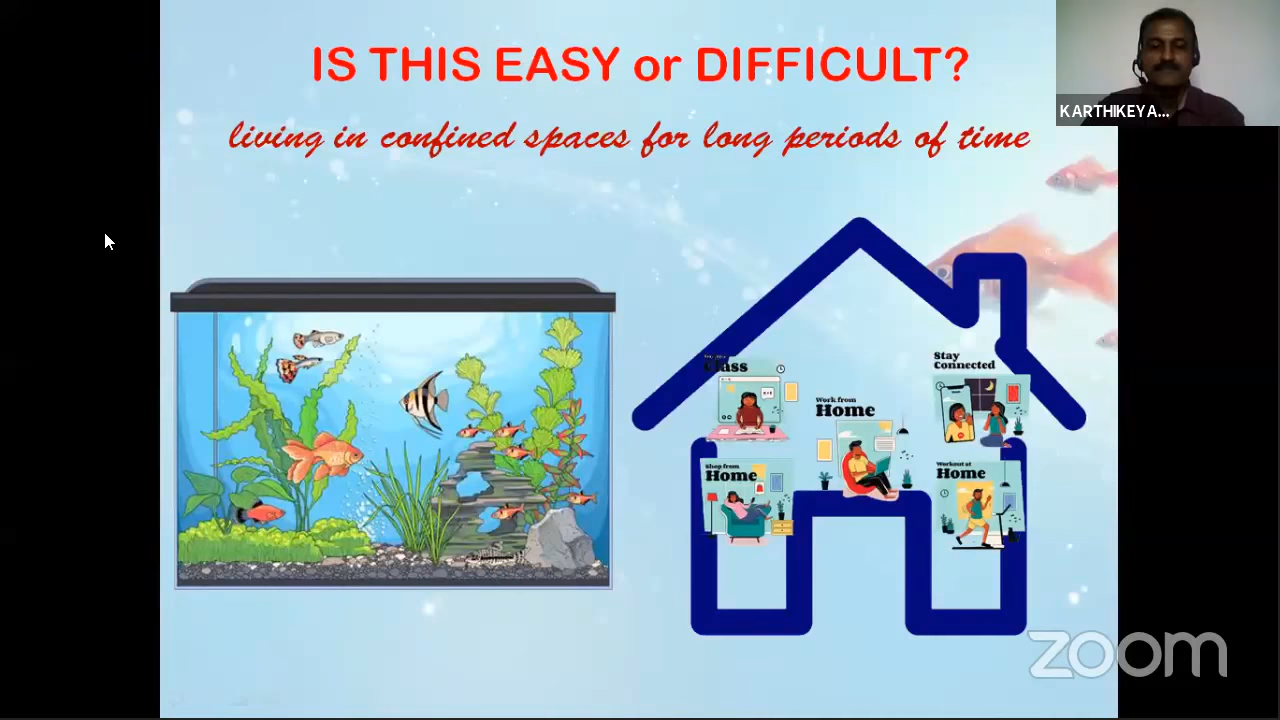 IS THIS EASY or DIFFICULT?
living in confined spaces for long periods of time
KARTHIKEYA...
Class
Work from
Home
Stay
Connected
Shop from
Home
Workout at
Home
zoom